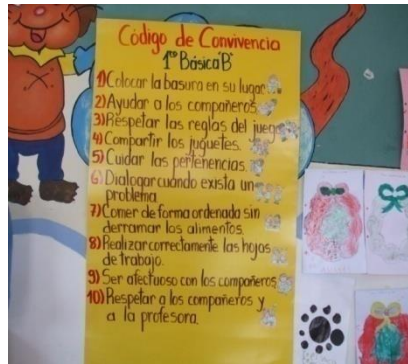 Código de Convivencia
1ro Básica "B"
1) Colocar la basura en su lugar.
2) Ayudar a los compañeros.
3) Respetar las reglas del juego
4) Compartir los juguetes.
5) Cuidar las pertenencias.
6) Dialogar cuándo exista un
problema.
7) Comer de forma ordenada sin
derramar los alimentos.
8) Realizar correctamente las hojas
de trabajo.
9) Ser afectuoso con los compañeros
10) Respetar a los compañeros y
a la profesora.